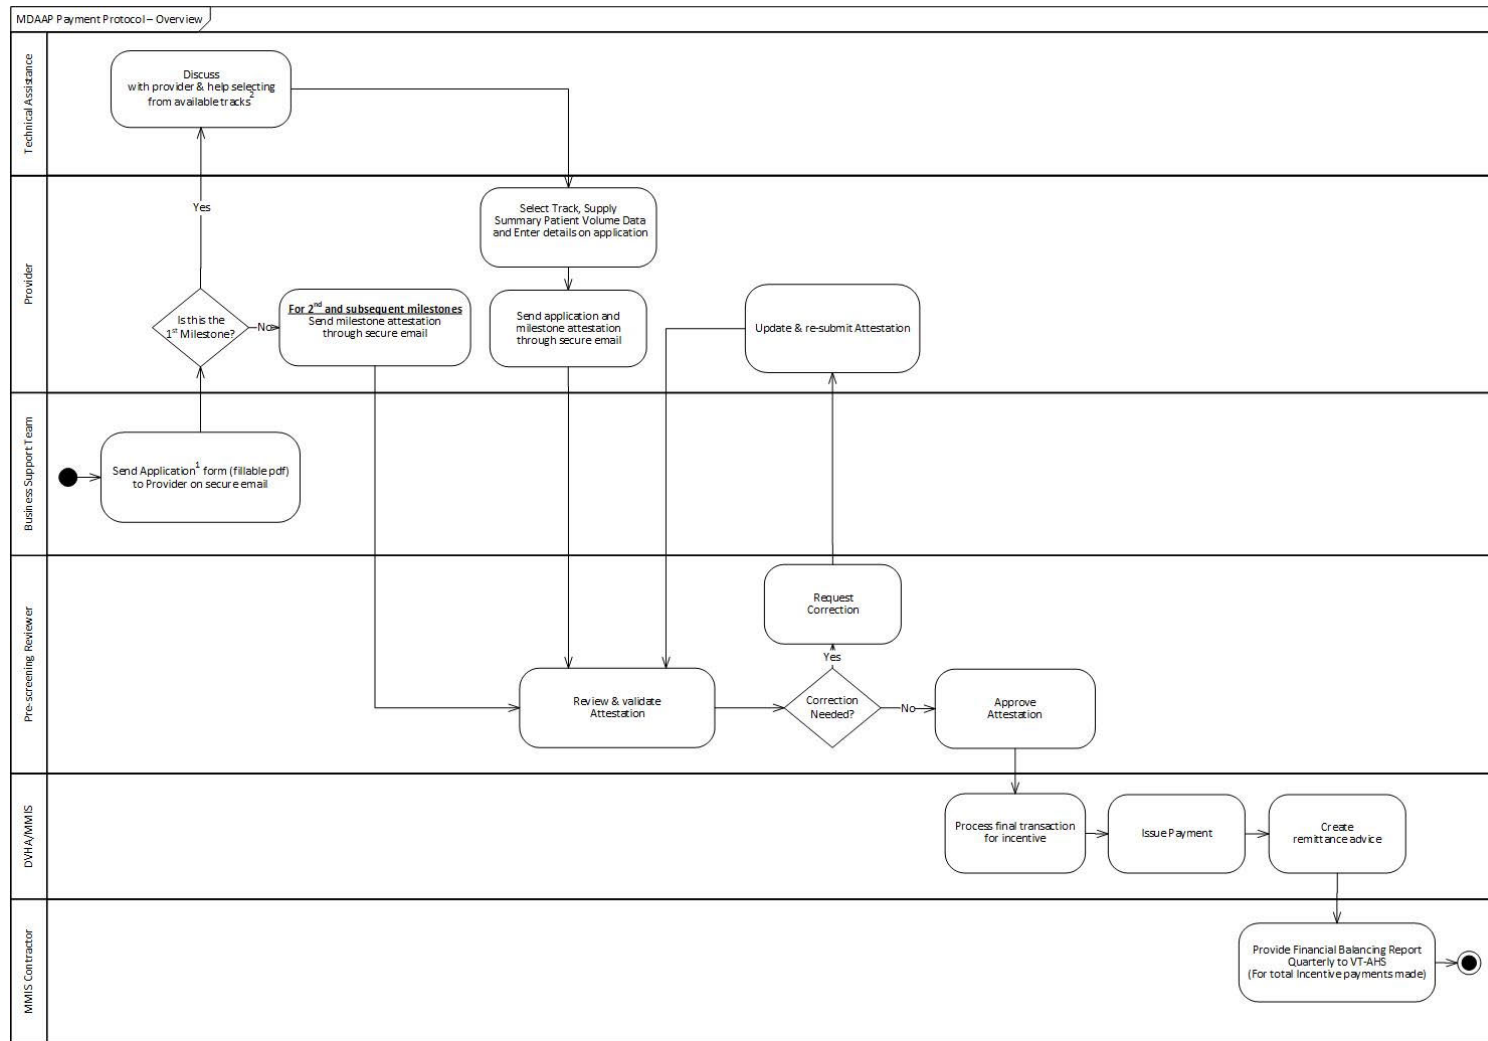 MDAAP Payment Protocol – Overview
Technical Assistance
Discuss
with provider & help selecting
from available tracks2
Provider
Yes
Select Track, Supply
Summary Patient Volume Data
and Enter details on application
Is this the
1st Milestone?
No
For 2nd and subsequent milestones
Send milestone attestation
through secure email
Send application and
milestone attestation
through secure email
Update & re-submit Attestation
Business Support Team
Send Application1 form (fillable pdf)
to Provider on secure email
Pre-screening Reviewer
Request
Correction
Yes
Review & validate
Attestation
Correction
Needed?
No
Approve
Attestation
DVHA/MMIS
Process final transaction
for incentive
Issue Payment
Create
remittance advice
MMIS Contractor
Provide Financial Balancing Report
Quarterly to VT-AHS
(For total Incentive payments made)